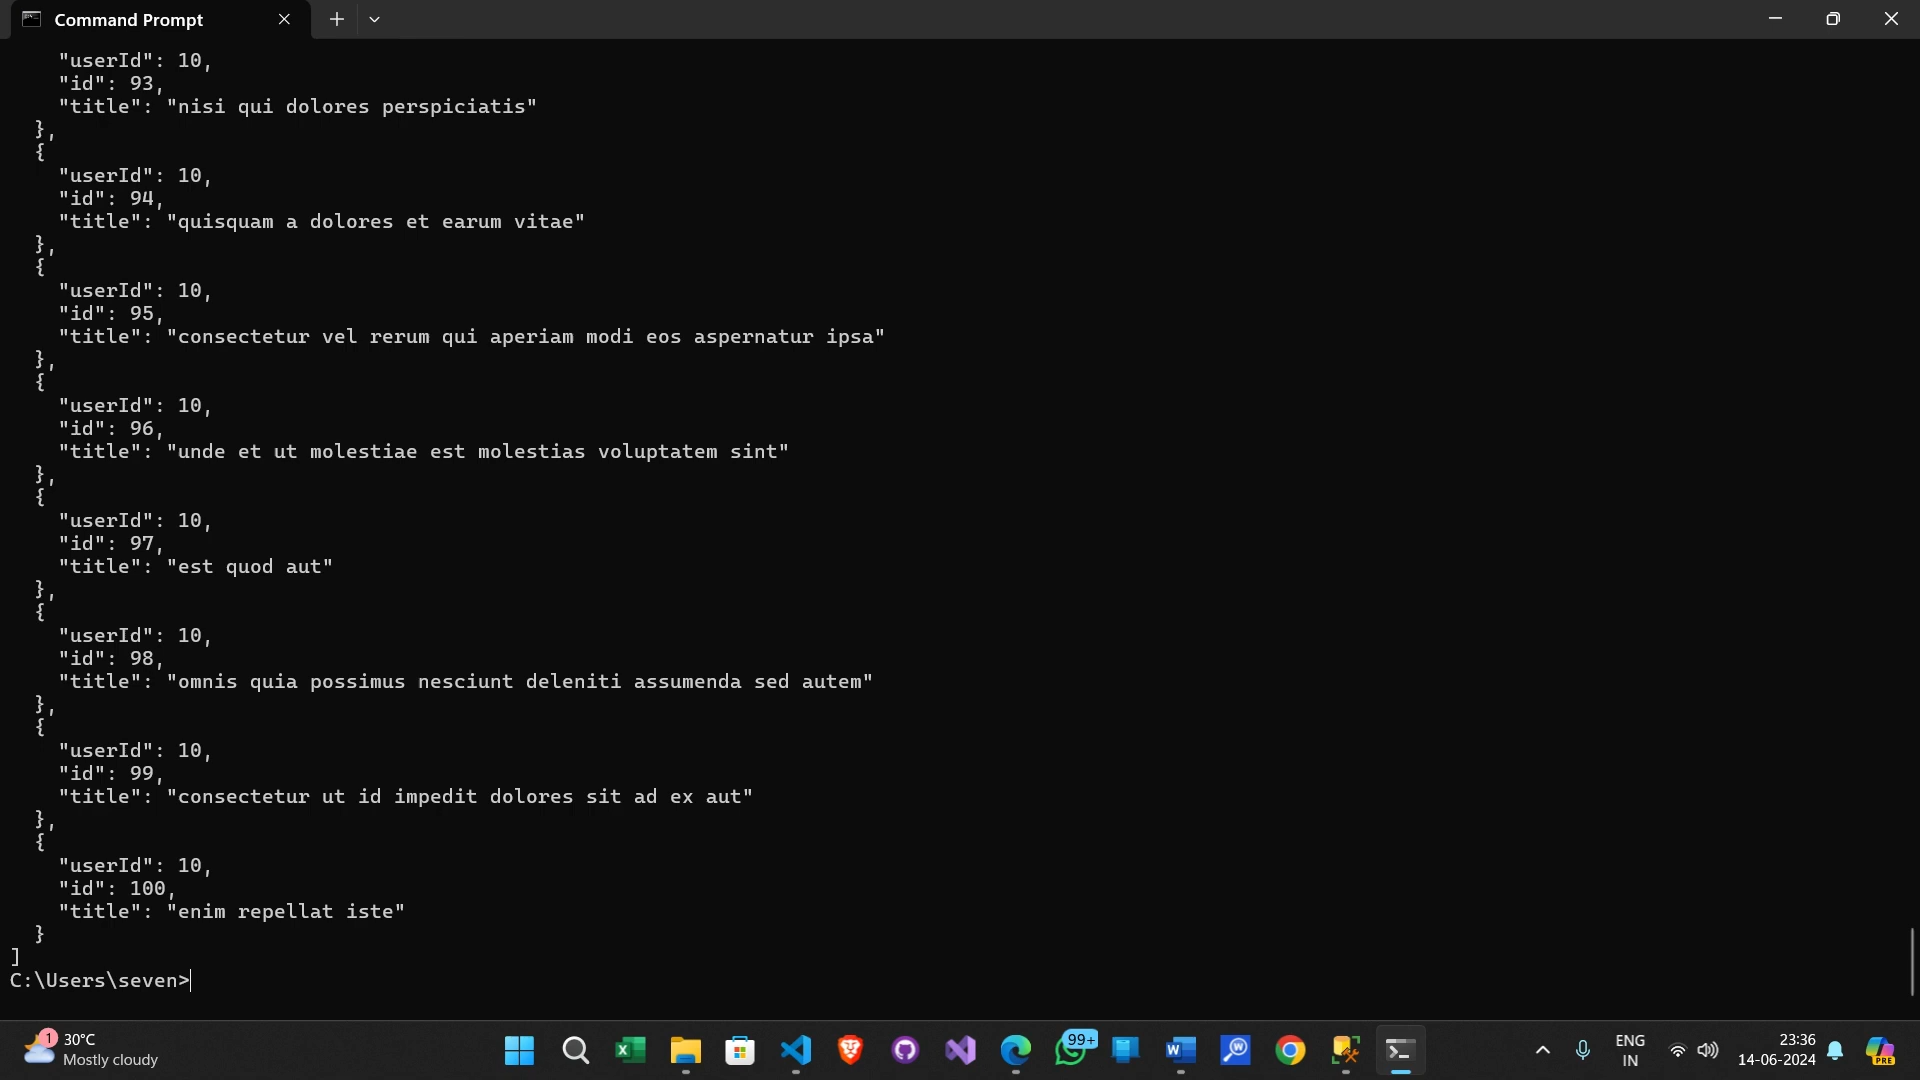 Command Prompt
    "userId": 10,
    "id": 93,
    "title": "nisi qui dolores perspiciatis"
  },
  {
    "userId": 10,
    "id": 94,
    "title": "quisquam a dolores et earum vitae"
  },
  {
    "userId": 10,
    "id": 95,
    "title": "consectetur vel rerum qui aperiam modi eos aspernatur ipsa"
  },
  {
    "userId": 10,
    "id": 96,
    "title": "unde et ut molestiae est molestias voluptatem sint"
  },
  {
    "userId": 10,
    "id": 97,
    "title": "est quod aut"
  },
  {
    "userId": 10,
    "id": 98,
    "title": "omnis quia possimus nesciunt deleniti assumenda sed autem"
  },
  {
    "userId": 10,
    "id": 99,
    "title": "consectetur ut id impedit dolores sit ad ex aut"
  },
  {
    "userId": 10,
    "id": 100,
    "title": "enim repellat iste"
  }
]
C:\Users\seven>
1
30°C
Mostly cloudy
99+
ENG
IN
23:36
14-06-2024
PRE